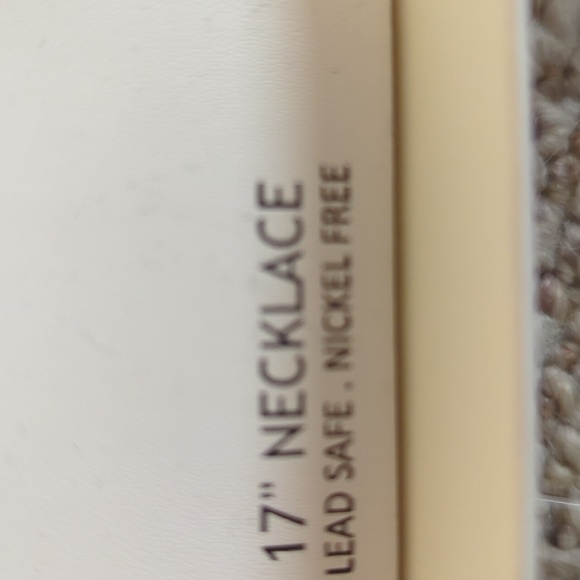 17" NECKLACE
LEAD SAFE . NICKEL FREE